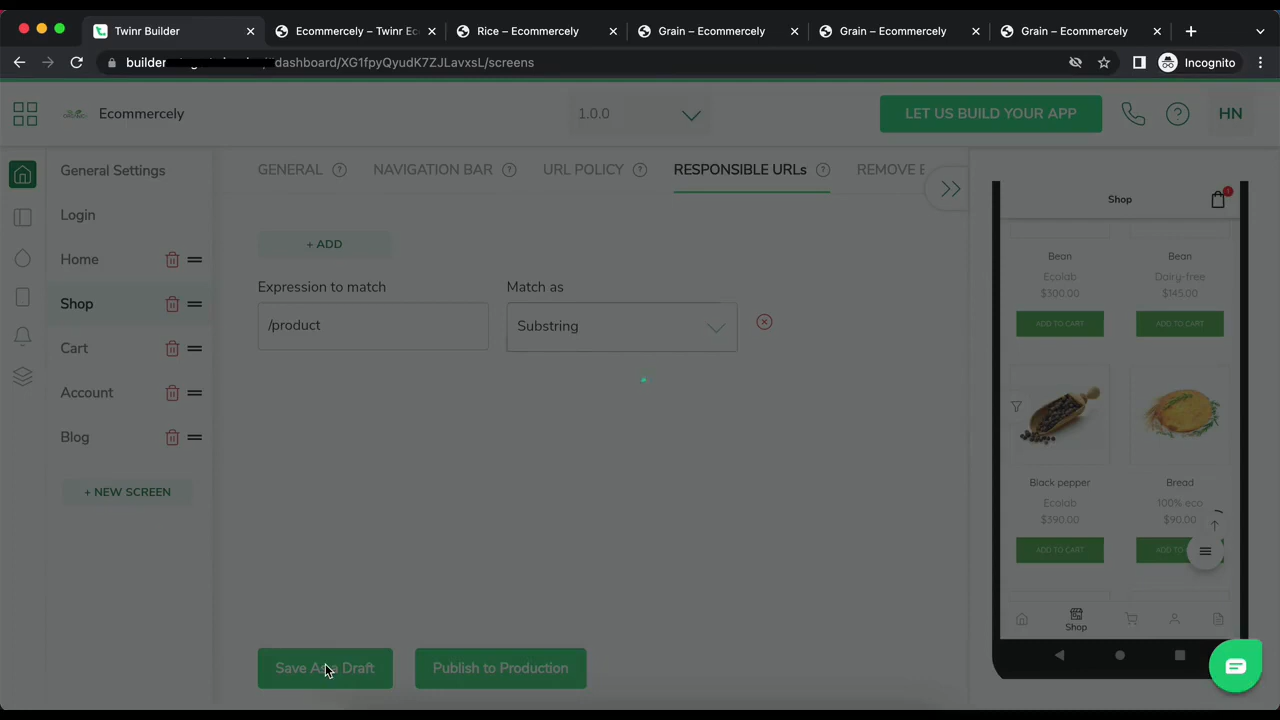 Twinr Builder
Ecommercely – Twinr Ec
Rice – Ecommercely
Grain – Ecommercely
Grain – Ecommercely
Grain – Ecommercely
builder
dashboard/XG1fpyQyudK7ZJLavxsL/screens
Incognito
Ecommercely
1.0.0
LET US BUILD YOUR APP
HN
General Settings
Login
Home
Shop
Cart
Account
Blog
+ NEW SCREEN
GENERAL
NAVIGATION BAR
URL POLICY
RESPONSIBLE URLs
REMOVE E
+ ADD
Expression to match
Match as
/product
Substring
Save As a Draft
Publish to Production
Shop
Bean
Bean
Ecolab
Dairy-free
$300.00
$145.00
ADD TO CART
ADD TO CART
Black pepper
Bread
Ecolab
100% eco
$390.00
$90.00
ADD TO CART
ADD TO
Shop